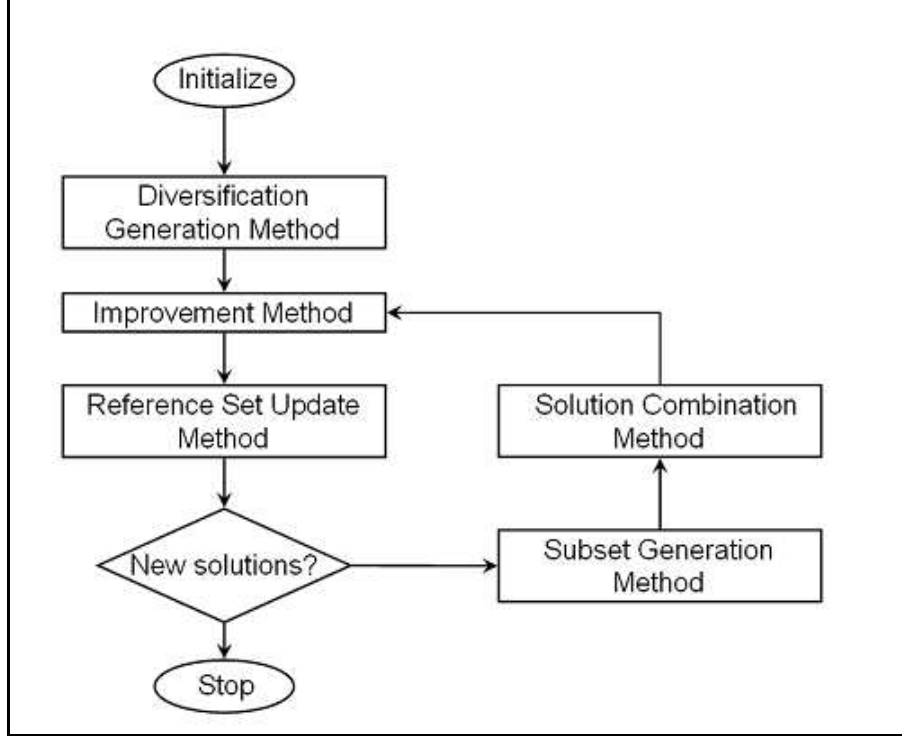 Initialize
Diversification
Generation Method
Improvement Method
Reference Set Update
Method
Solution Combination
Method
New solutions?
Subset Generation
Method
Stop